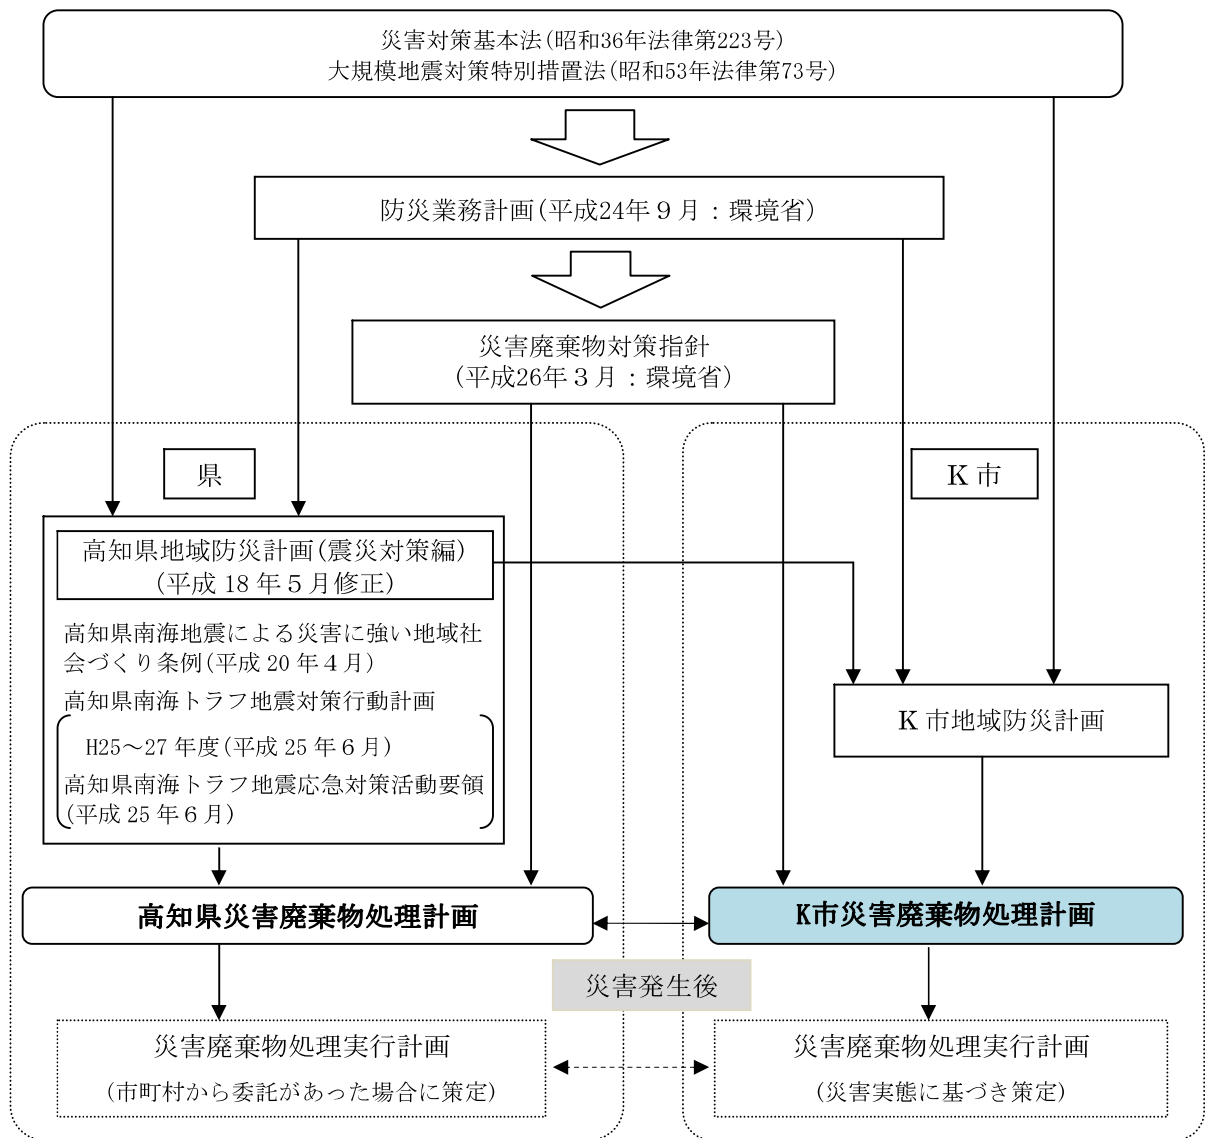 災害対策基本法(昭和36年法律第223号)
大規模地震対策特別措置法(昭和53年法律第73号)
防災業務計画(平成24年９月：環境省)
災害廃棄物対策指針
(平成26年３月：環境省)
県
Ｋ市
高知県地域防災計画(震災対策編)
(平成 18 年５月修正)
高知県南海地震による災害に強い地域社
会づくり条例(平成 20 年４月)
高知県南海トラフ地震対策行動計画
H25～27 年度(平成 25 年６月)
高知県南海トラフ地震応急対策活動要領
(平成 25 年６月)
Ｋ市地域防災計画
高知県災害廃棄物処理計画
K市災害廃棄物処理計画
災害発生後
災害廃棄物処理実行計画
(市町村から委託があった場合に策定)
災害廃棄物処理実行計画
(災害実態に基づき策定)